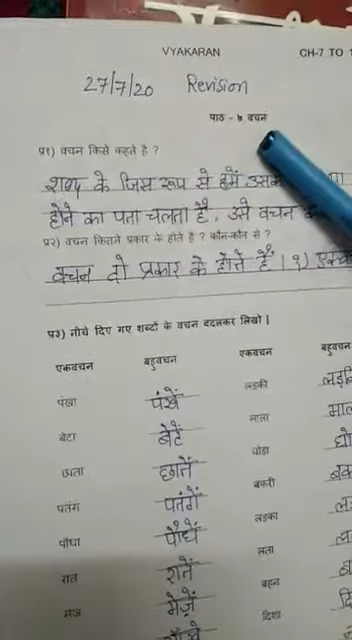 VYAKARAN CH-7 TO
27/7/20 Revision
पाठ - ७ वचन
प्र१) वचन किसे कहते है ?
शब्द के जिस रूप से हमें उसके
होने का पता चलता है, उसे वचन
प्र२) वचन कितने प्रकार के होते है ? कौन-कौन से ?
वचन दो प्रकार के होते हैं। १)
प्र३) नीचे दिए गए शब्दों के वचन बदलकर लिखो |
एकवचन बहुवचन एकवचन बहुवचन
पंखा पंखें लड़की
बेटा बेटें माला
छाता छातें घोडा
पतंग पतंगें बकरी
पौधा पौधें लडका
रात रातें लता
मेज मेज़ें बहन
दिशा